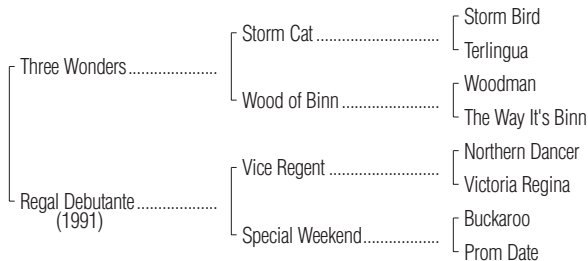 Storm Bird
Storm Cat ..............................
Terlingua
Three Wonders.....................
Woodman
Wood of Binn ........................
The Way It's Binn
Northern Dancer
Vice Regent ...........................
Victoria Regina
Regal Debutante ...................
(1991)
Buckaroo
Special Weekend..................
Prom Date